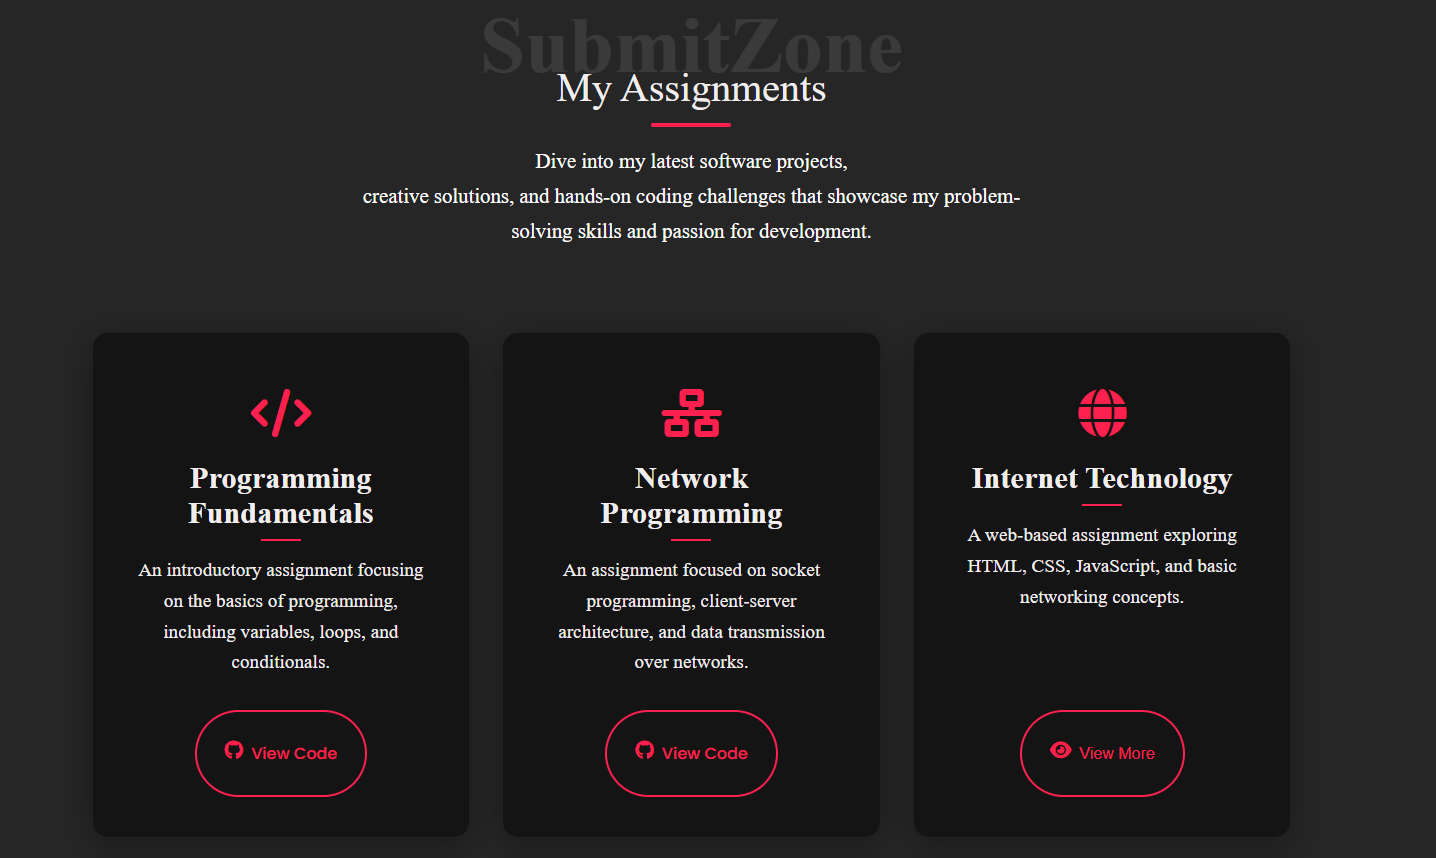 SubmitZone
My Assignments
Dive into my latest software projects,
creative solutions, and hands-on coding challenges that showcase my problem-
solving skills and passion for development.
Programming
Fundamentals
An introductory assignment focusing
on the basics of programming,
including variables, loops, and
conditionals.
View Code
Network
Programming
An assignment focused on socket
programming, client-server
architecture, and data transmission
over networks.
View Code
Internet Technology
A web-based assignment exploring
HTML, CSS, JavaScript, and basic
networking concepts.
View More